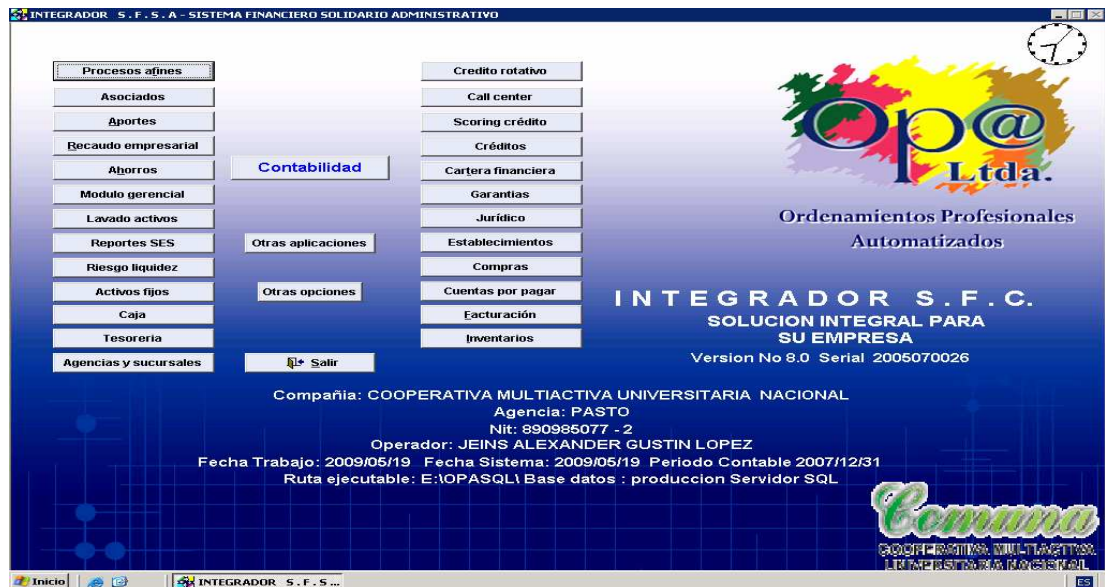 INTEGRADOR S.F.S.A - SISTEMA FINANCIERO SOLIDARIO ADMINISTRATIVO
Procesos afines
Asociados
Aportes
Recaudo empresarial
Ahorros
Modulo gerencial
Lavado activos
Reportes SES
Riesgo liquidez
Activos fijos
Caja
Tesoreria
Agencias y sucursales
Contabilidad
Otras aplicaciones
Otras opciones
Salir
Credito rotativo
Call center
Scoring crédito
Créditos
Cartera financiera
Garantias
Jurídico
Establecimientos
Compras
Cuentas por pagar
Facturación
Inventarios
Op@
Ltda.
Ordenamientos Profesionales
Automatizados
INTEGRADOR S.F.C.
SOLUCION INTEGRAL PARA
SU EMPRESA
Version No 8.0 Serial 2005070026
Compañia: COOPERATIVA MULTIACTIVA UNIVERSITARIA NACIONAL
Agencia: PASTO
Nit: 890985077 - 2
Operador: JEINS ALEXANDER GUSTIN LOPEZ
Fecha Trabajo: 2009/05/19 Fecha Sistema: 2009/05/19 Periodo Contable 2007/12/31
Ruta ejecutable: E:\OPASQL\ Base datos : produccion Servidor SQL
Comuna
COOPERATIVA MULTIACTIVA
UNIVERSITARIA NACIONAL
Inicio
INTEGRADOR S.F.S...
ES